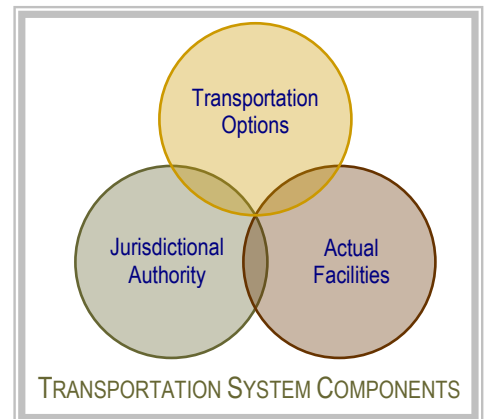 Transportation
Options
Jurisdictional
Authority
Actual
Facilities
TRANSPORTATION SYSTEM COMPONENTS